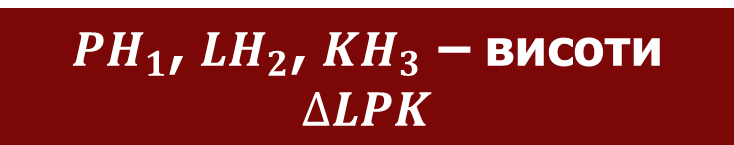 PH₁, LH₂, KH₃ – висоти
ΔLPK